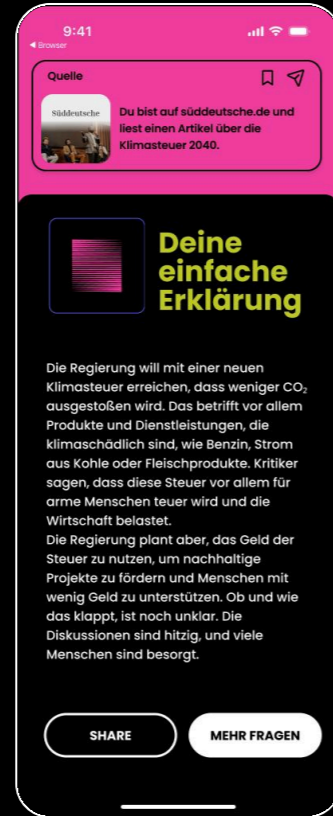 9:41
Browser
Quelle
Süddeutsche
Du bist auf süddeutsche.de und
liest einen Artikel über die
Klimasteuer 2040.
Deine
einfache
Erklärung
Die Regierung will mit einer neuen
Klimasteuer erreichen, dass weniger CO₂
ausgestoßen wird. Das betrifft vor allem
Produkte und Dienstleistungen, die
klimaschädlich sind, wie Benzin, Strom
aus Kohle oder Fleischprodukte. Kritiker
sagen, dass diese Steuer vor allem für
arme Menschen teuer wird und die
Wirtschaft belastet.
Die Regierung plant aber, das Geld der
Steuer zu nutzen, um nachhaltige
Projekte zu fördern und Menschen mit
wenig Geld zu unterstützen. Ob und wie
das klappt, ist noch unklar. Die
Diskussionen sind hitzig, und viele
Menschen sind besorgt.
SHARE
MEHR FRAGEN